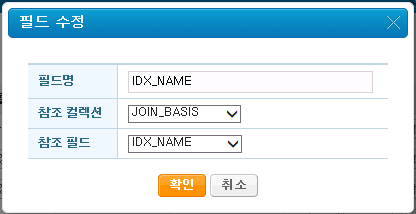 필드 수정
필드명 IDX_NAME
참조 컬렉션 JOIN_BASIS
참조 필드 IDX_NAME
확인 취소